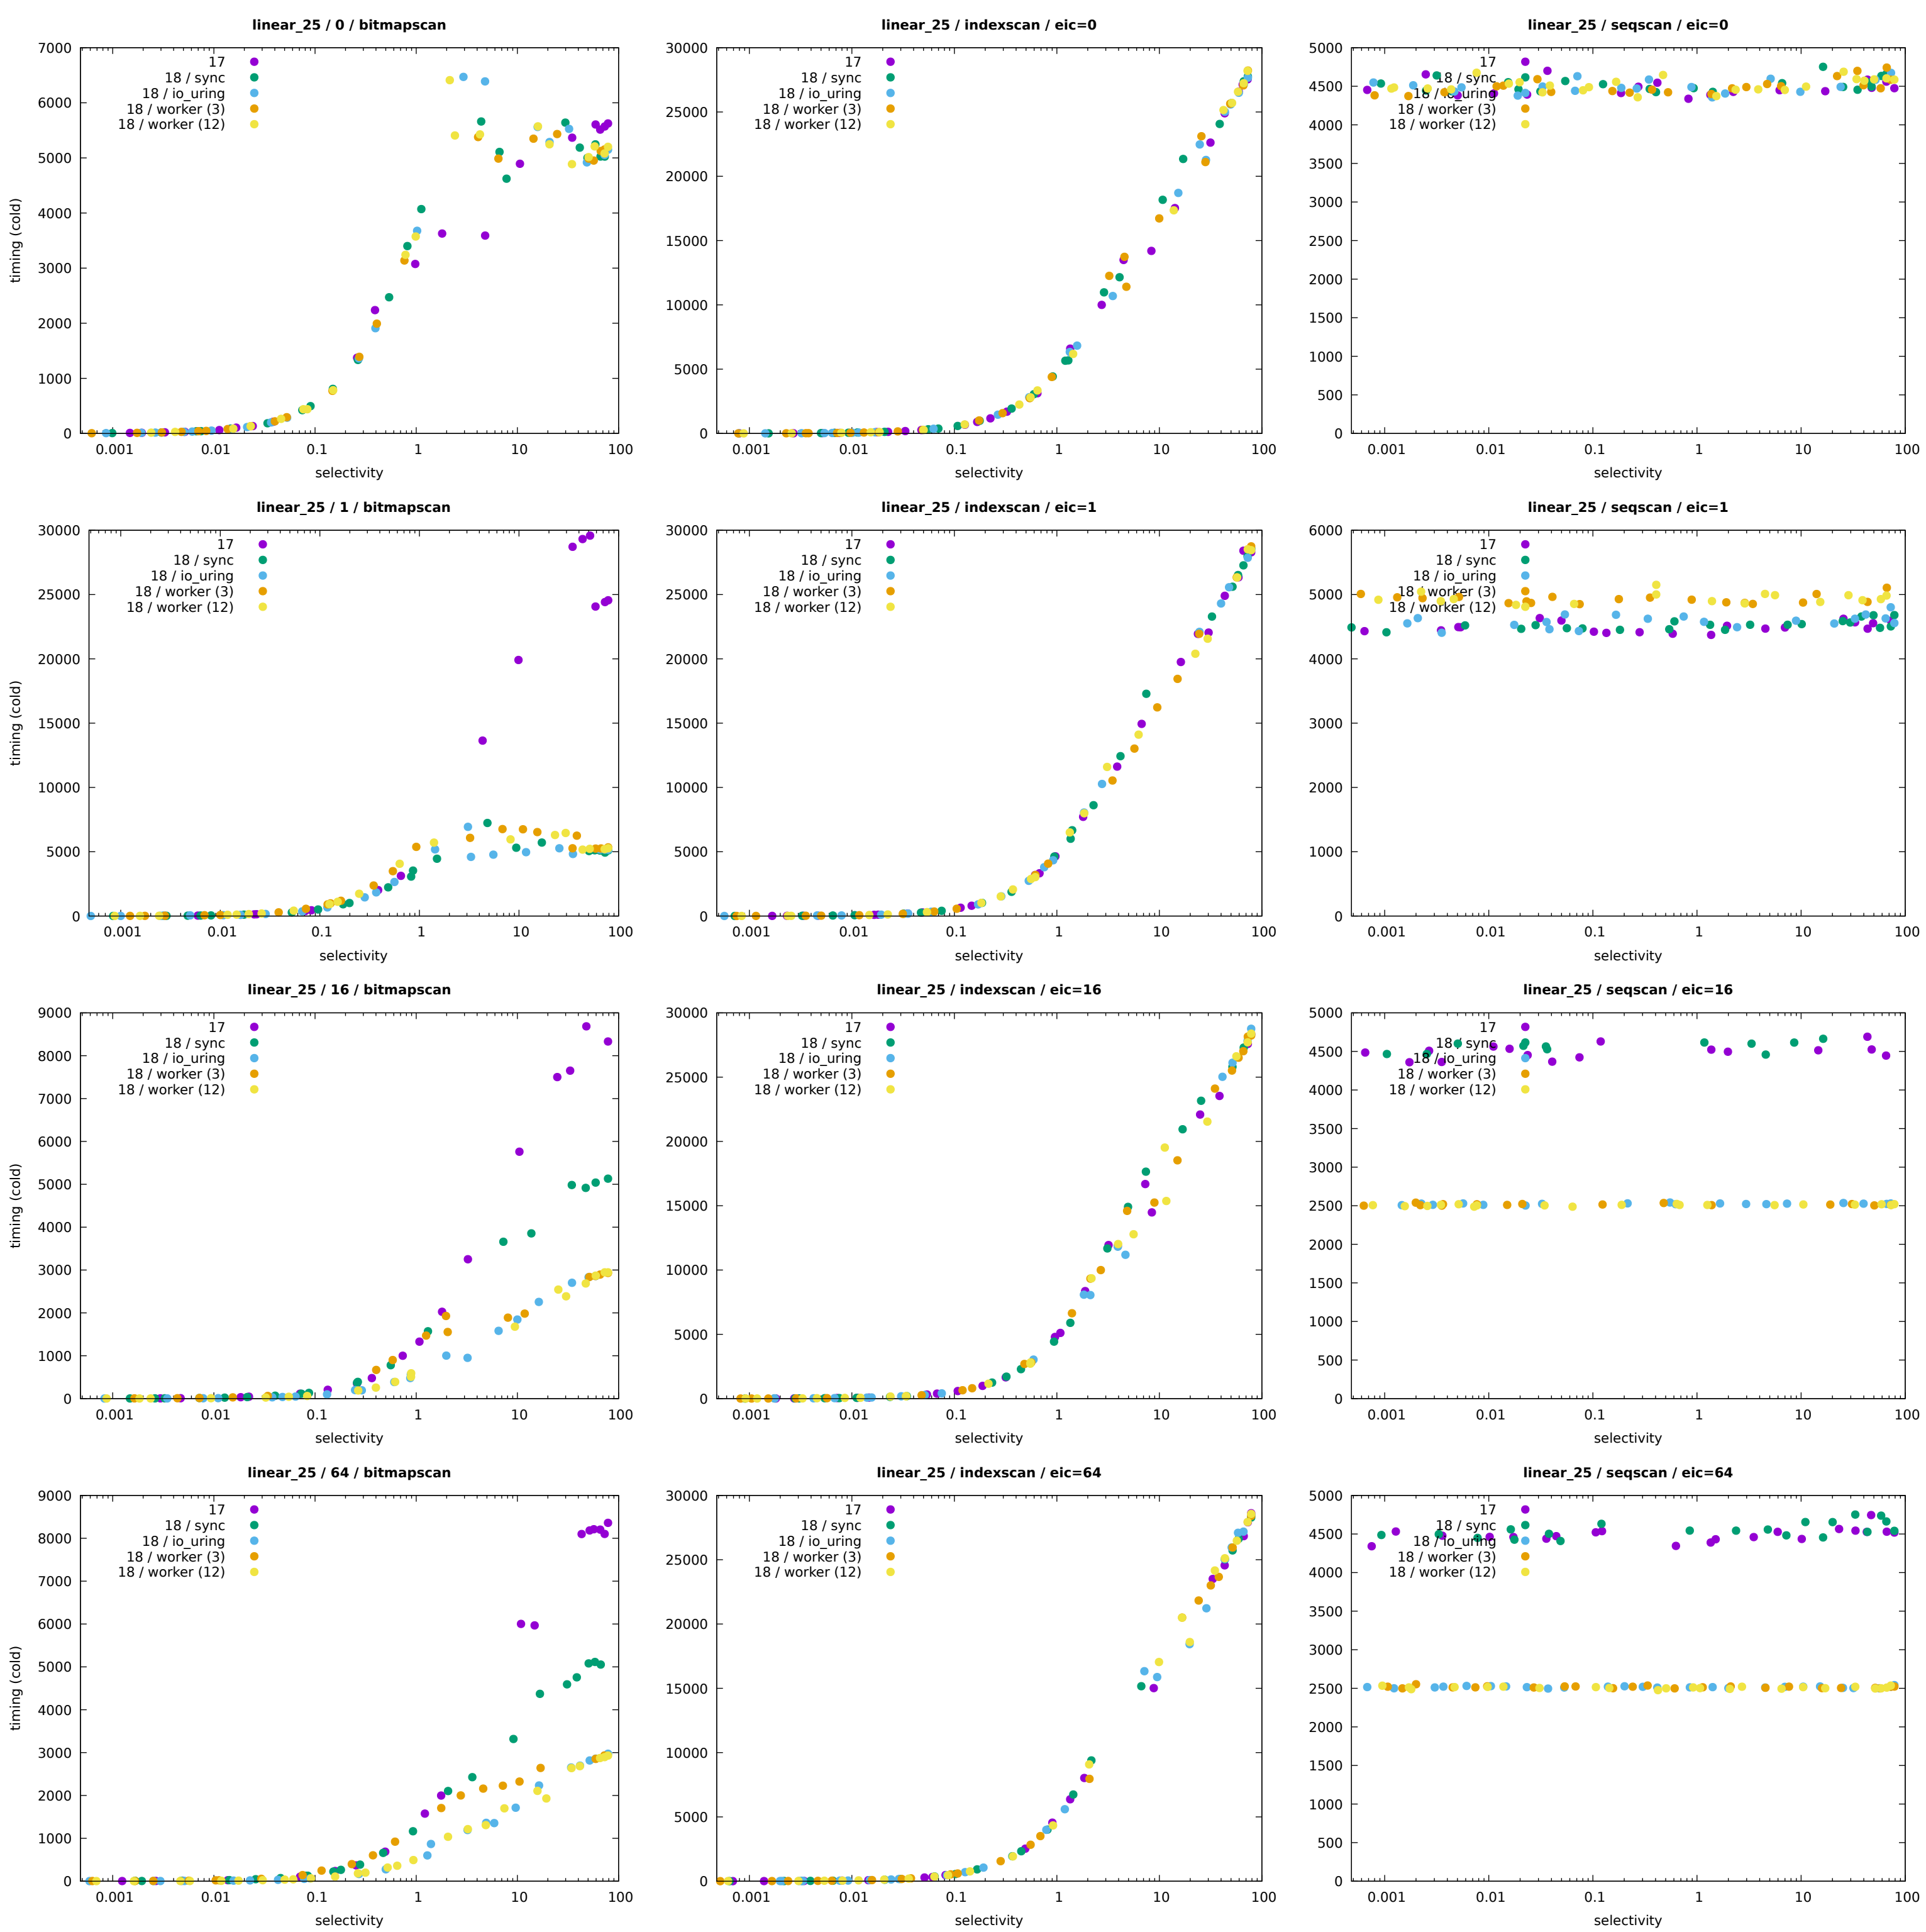 linear_25 / 0 / bitmapscan
17
18 / sync
18 / io_uring
18 / worker (3)
18 / worker (12)
7000
6000
5000
4000
3000
2000
1000
0
0.001
0.01
0.1
1
10
100
timing (cold)
selectivity
linear_25 / indexscan / eic=0
17
18 / sync
18 / io_uring
18 / worker (3)
18 / worker (12)
30000
25000
20000
15000
10000
5000
0
0.001
0.01
0.1
1
10
100
selectivity
linear_25 / seqscan / eic=0
17
18 / sync
18 / io_uring
18 / worker (3)
18 / worker (12)
5000
4500
4000
3500
3000
2500
2000
1500
1000
500
0
0.001
0.01
0.1
1
10
100
selectivity
linear_25 / 1 / bitmapscan
17
18 / sync
18 / io_uring
18 / worker (3)
18 / worker (12)
30000
25000
20000
15000
10000
5000
0
0.001
0.01
0.1
1
10
100
timing (cold)
selectivity
linear_25 / indexscan / eic=1
17
18 / sync
18 / io_uring
18 / worker (3)
18 / worker (12)
30000
25000
20000
15000
10000
5000
0
0.001
0.01
0.1
1
10
100
selectivity
linear_25 / seqscan / eic=1
17
18 / sync
18 / io_uring
18 / worker (3)
18 / worker (12)
6000
5000
4000
3000
2000
1000
0
0.001
0.01
0.1
1
10
100
selectivity
linear_25 / 16 / bitmapscan
17
18 / sync
18 / io_uring
18 / worker (3)
18 / worker (12)
9000
8000
7000
6000
5000
4000
3000
2000
1000
0
0.001
0.01
0.1
1
10
100
timing (cold)
selectivity
linear_25 / indexscan / eic=16
17
18 / sync
18 / io_uring
18 / worker (3)
18 / worker (12)
30000
25000
20000
15000
10000
5000
0
0.001
0.01
0.1
1
10
100
selectivity
linear_25 / seqscan / eic=16
17
18 / sync
18 / io_uring
18 / worker (3)
18 / worker (12)
5000
4500
4000
3500
3000
2500
2000
1500
1000
500
0
0.001
0.01
0.1
1
10
100
selectivity
linear_25 / 64 / bitmapscan
17
18 / sync
18 / io_uring
18 / worker (3)
18 / worker (12)
9000
8000
7000
6000
5000
4000
3000
2000
1000
0
0.001
0.01
0.1
1
10
100
timing (cold)
selectivity
linear_25 / indexscan / eic=64
17
18 / sync
18 / io_uring
18 / worker (3)
18 / worker (12)
30000
25000
20000
15000
10000
5000
0
0.001
0.01
0.1
1
10
100
selectivity
linear_25 / seqscan / eic=64
17
18 / sync
18 / io_uring
18 / worker (3)
18 / worker (12)
5000
4500
4000
3500
3000
2500
2000
1500
1000
500
0
0.001
0.01
0.1
1
10
100
selectivity